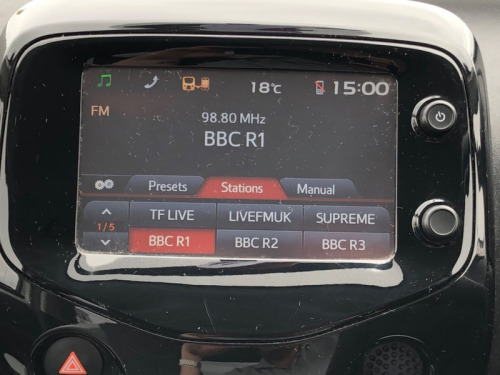 18°C 15:00
FM
98.80 MHz
BBC R1
Presets Stations Manual
TF LIVE LIVEFMUK SUPREME
1/5
BBC R1 BBC R2 BBC R3